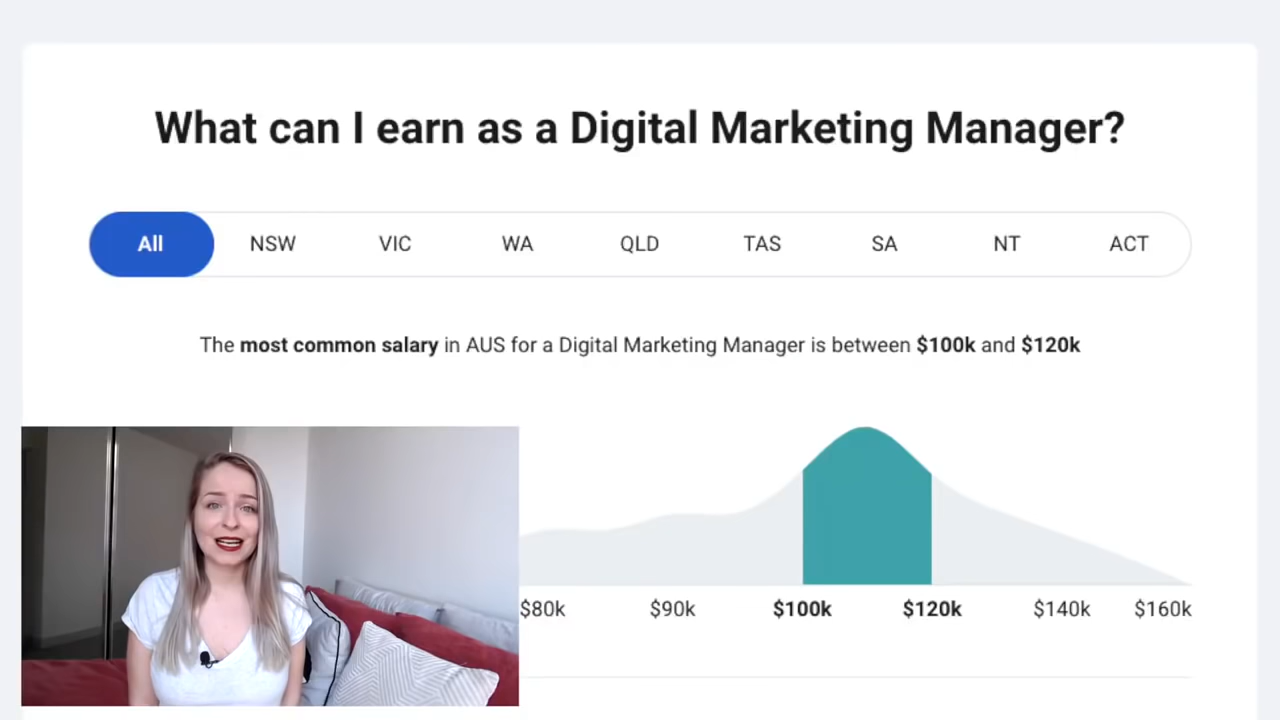 What can I earn as a Digital Marketing Manager?
All NSW VIC WA QLD TAS SA NT ACT
The most common salary in AUS for a Digital Marketing Manager is between $100k and $120k
$80k $90k $100k $120k $140k $160k